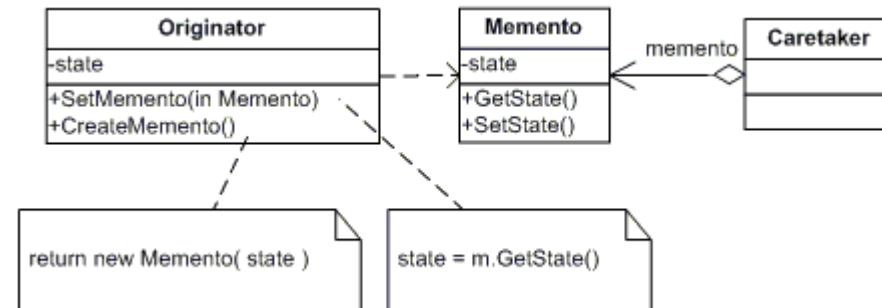 Originator
-state
+SetMemento(in Memento)
+CreateMemento()
Memento
-state
+GetState()
+SetState()
memento
Caretaker
return new Memento( state )
state = m.GetState()